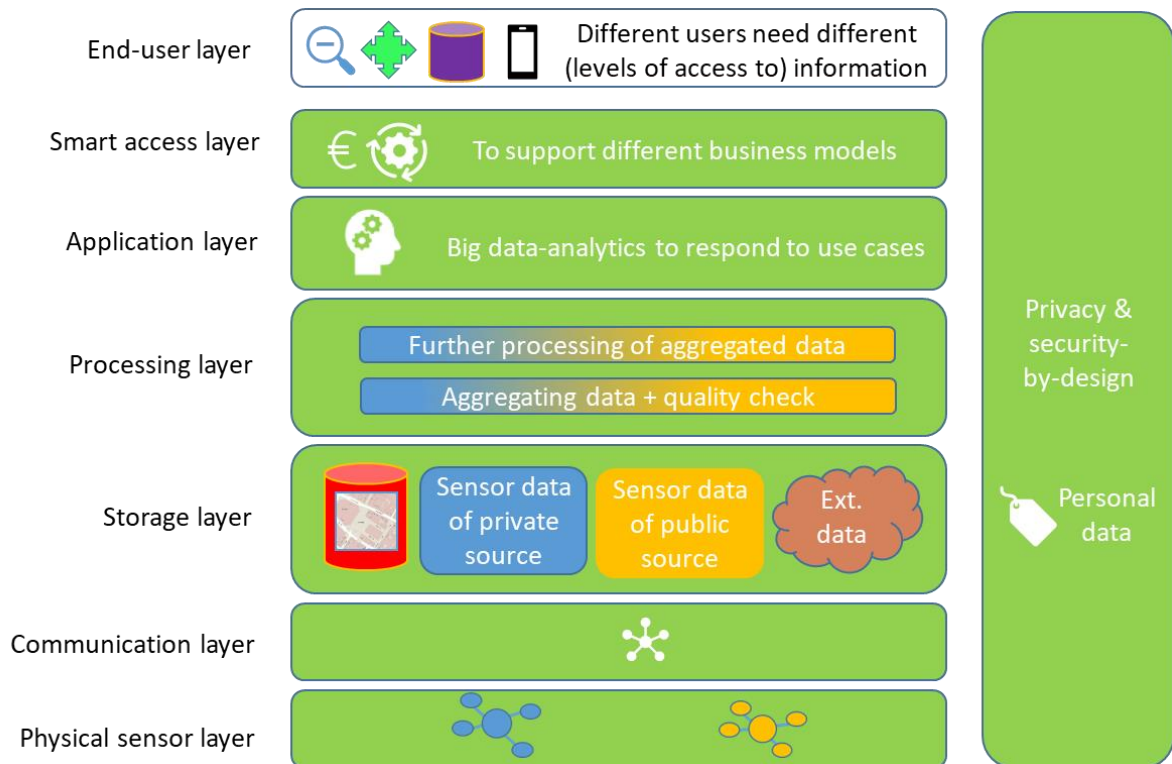 End-user layer
Different users need different
(levels of access to) information
Smart access layer
€
To support different business models
Application layer
Big data-analytics to respond to use cases
Processing layer
Further processing of aggregated data
Aggregating data + quality check
Storage layer
Sensor data
of private
source
Sensor data
of public
source
Ext.
data
Communication layer
Physical sensor layer
Privacy &
security-
by-design
Personal
data